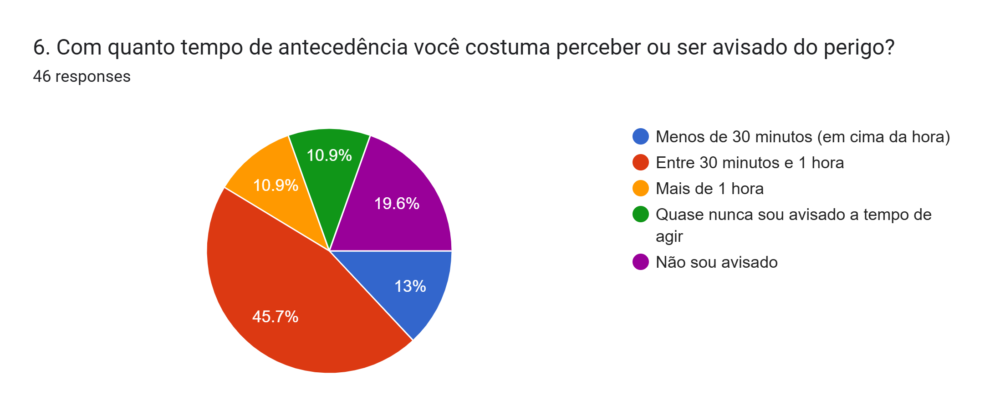 6. Com quanto tempo de antecedência você costuma perceber ou ser avisado do perigo?
46 responses
10.9%
10.9%
19.6%
13%
45.7%
Menos de 30 minutos (em cima da hora)
Entre 30 minutos e 1 hora
Mais de 1 hora
Quase nunca sou avisado a tempo de
agir
Não sou avisado